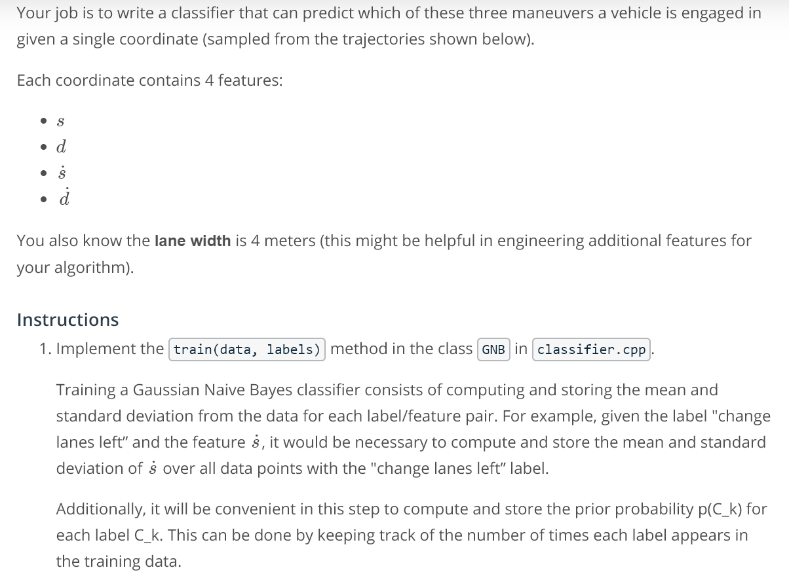 Your job is to write a classifier that can predict which of these three maneuvers a vehicle is engaged in
given a single coordinate (sampled from the trajectories shown below).
Each coordinate contains 4 features:
• s
• d
• ṡ
• ḋ
You also know the lane width is 4 meters (this might be helpful in engineering additional features for
your algorithm).
Instructions
1. Implement the train(data, labels) method in the class GNB in classifier.cpp.
Training a Gaussian Naive Bayes classifier consists of computing and storing the mean and
standard deviation from the data for each label/feature pair. For example, given the label "change
lanes left” and the feature ṡ, it would be necessary to compute and store the mean and standard
deviation of ṡ over all data points with the "change lanes left” label.
Additionally, it will be convenient in this step to compute and store the prior probability p(C_k) for
each label C_k. This can be done by keeping track of the number of times each label appears in
the training data.